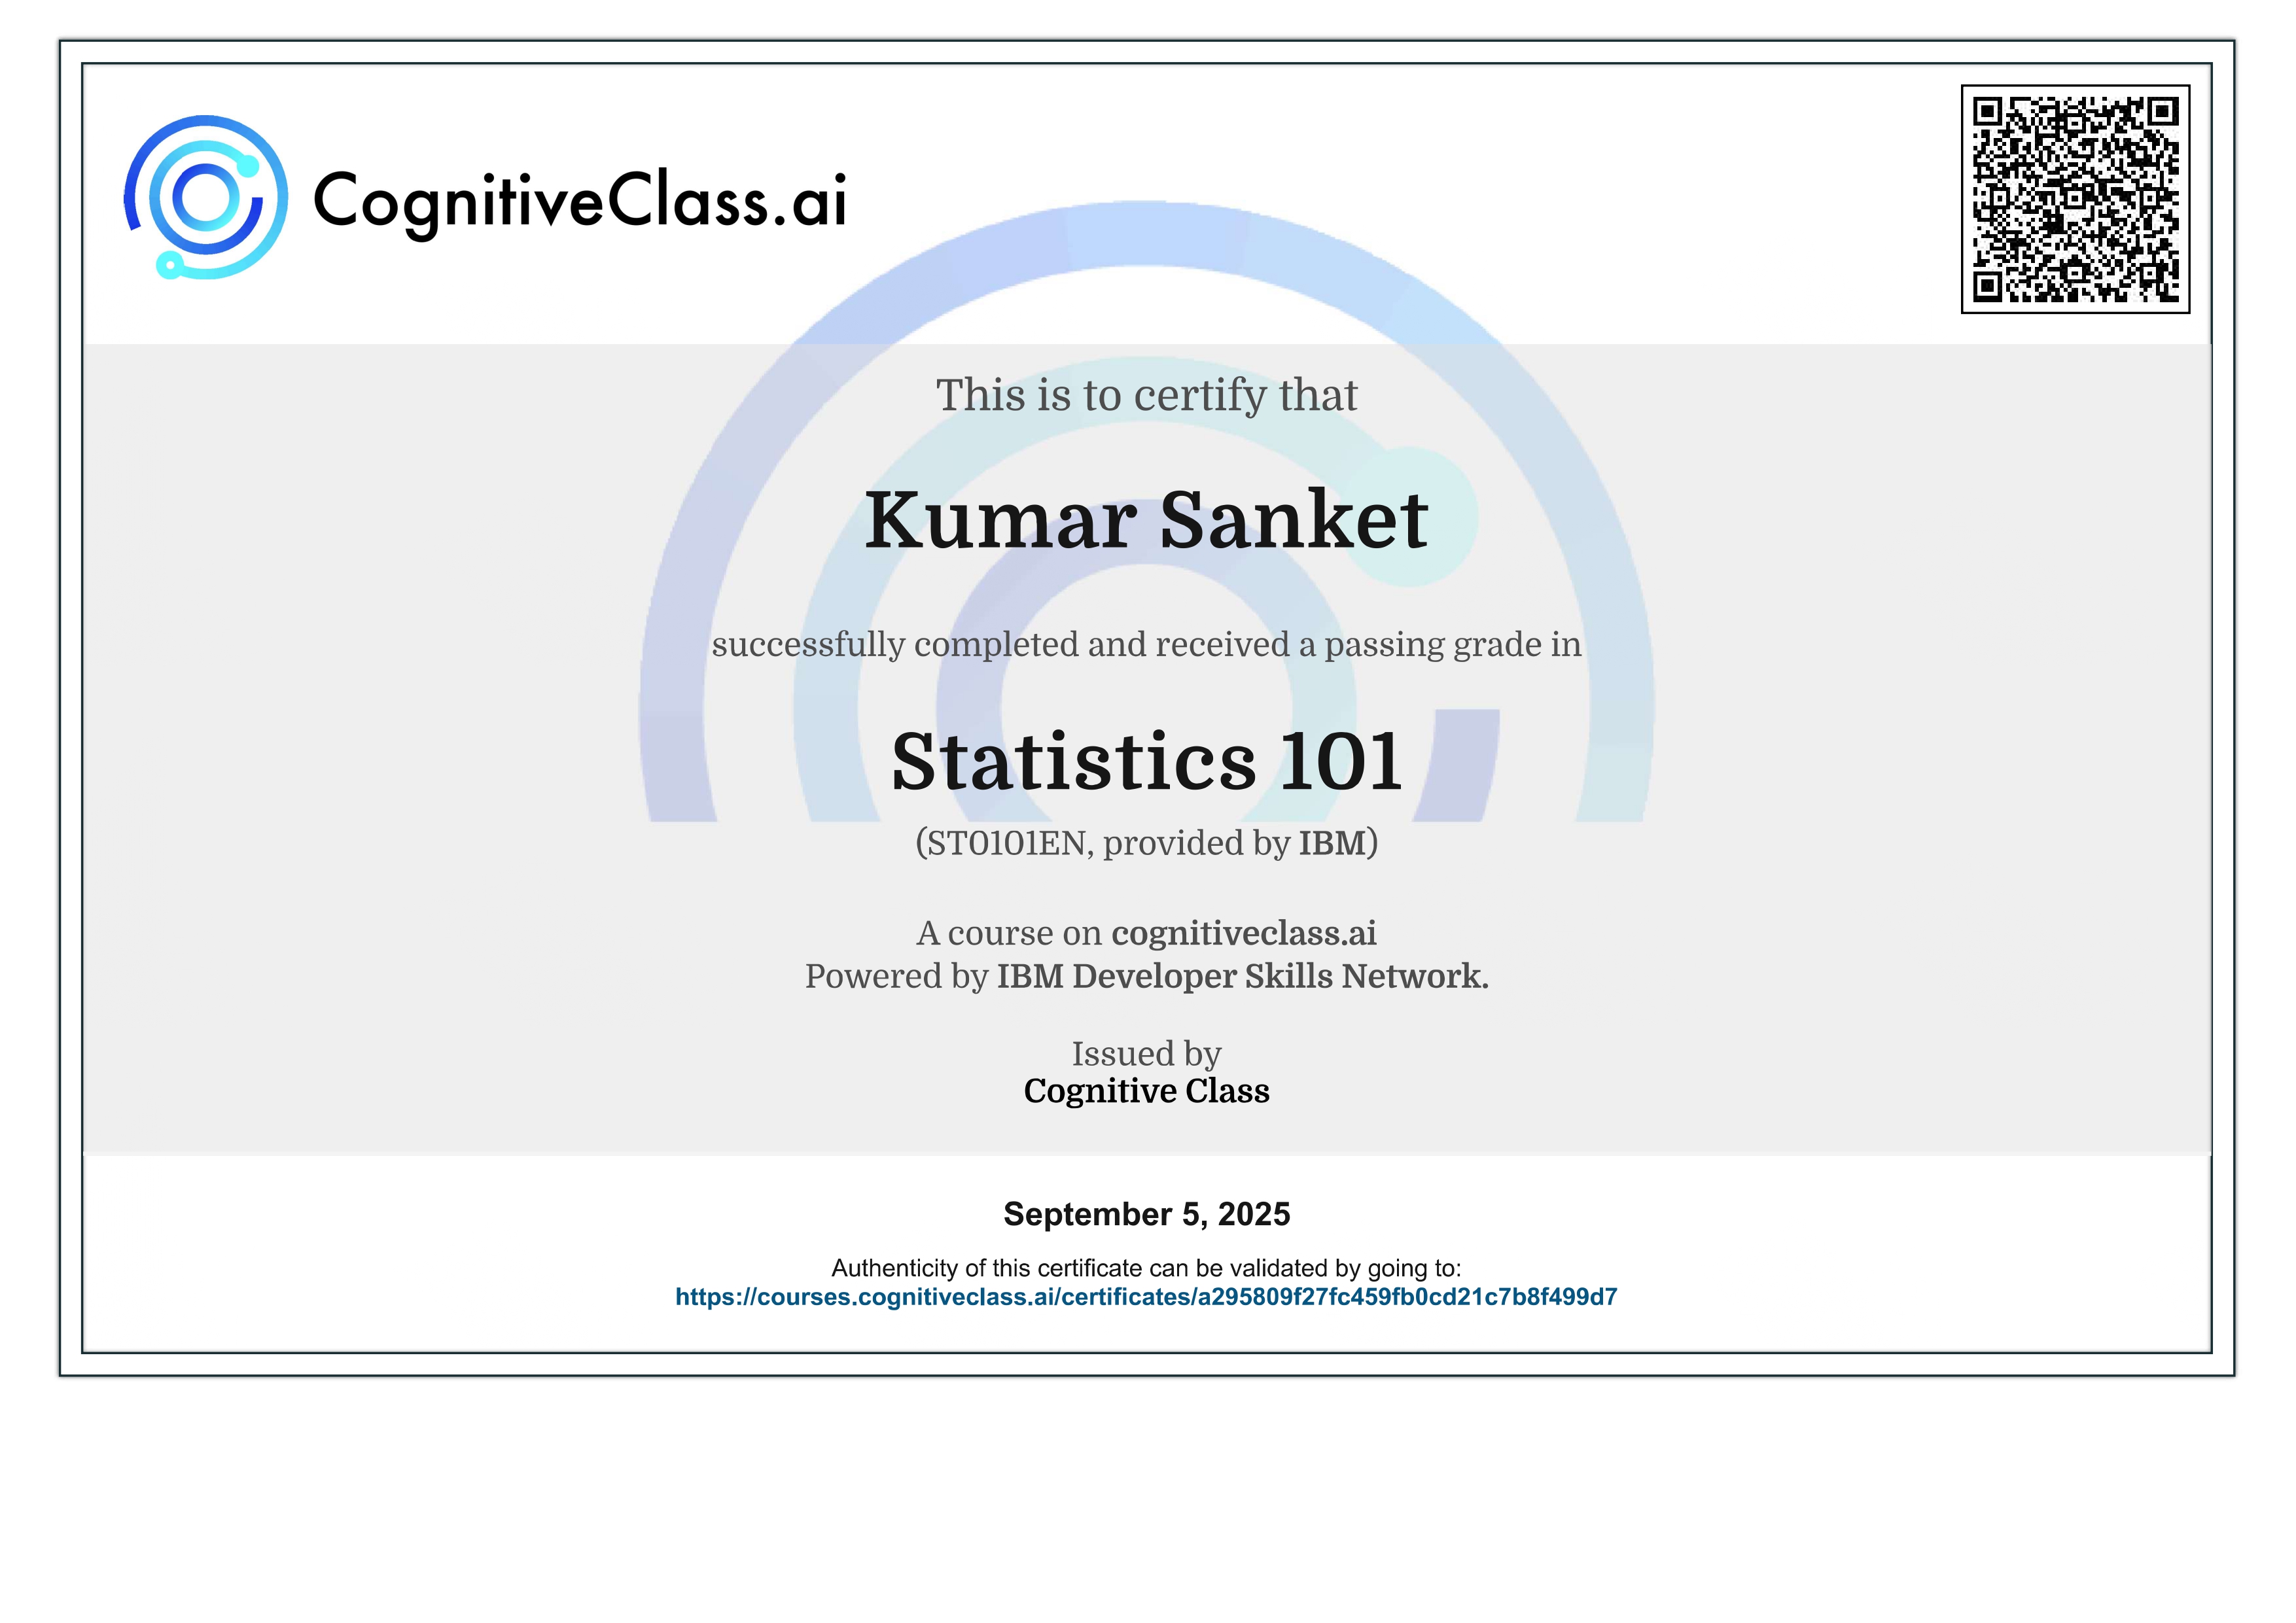 CognitiveClass.ai
This is to certify that
Kumar Sanket
successfully completed and received a passing grade in
Statistics 101
(ST0101EN, provided by IBM)
A course on cognitiveclass.ai
Powered by IBM Developer Skills Network.
Issued by
Cognitive Class
September 5, 2025
Authenticity of this certificate can be validated by going to:
https://courses.cognitiveclass.ai/certificates/a295809f27fc459fb0cd21c7b8f499d7